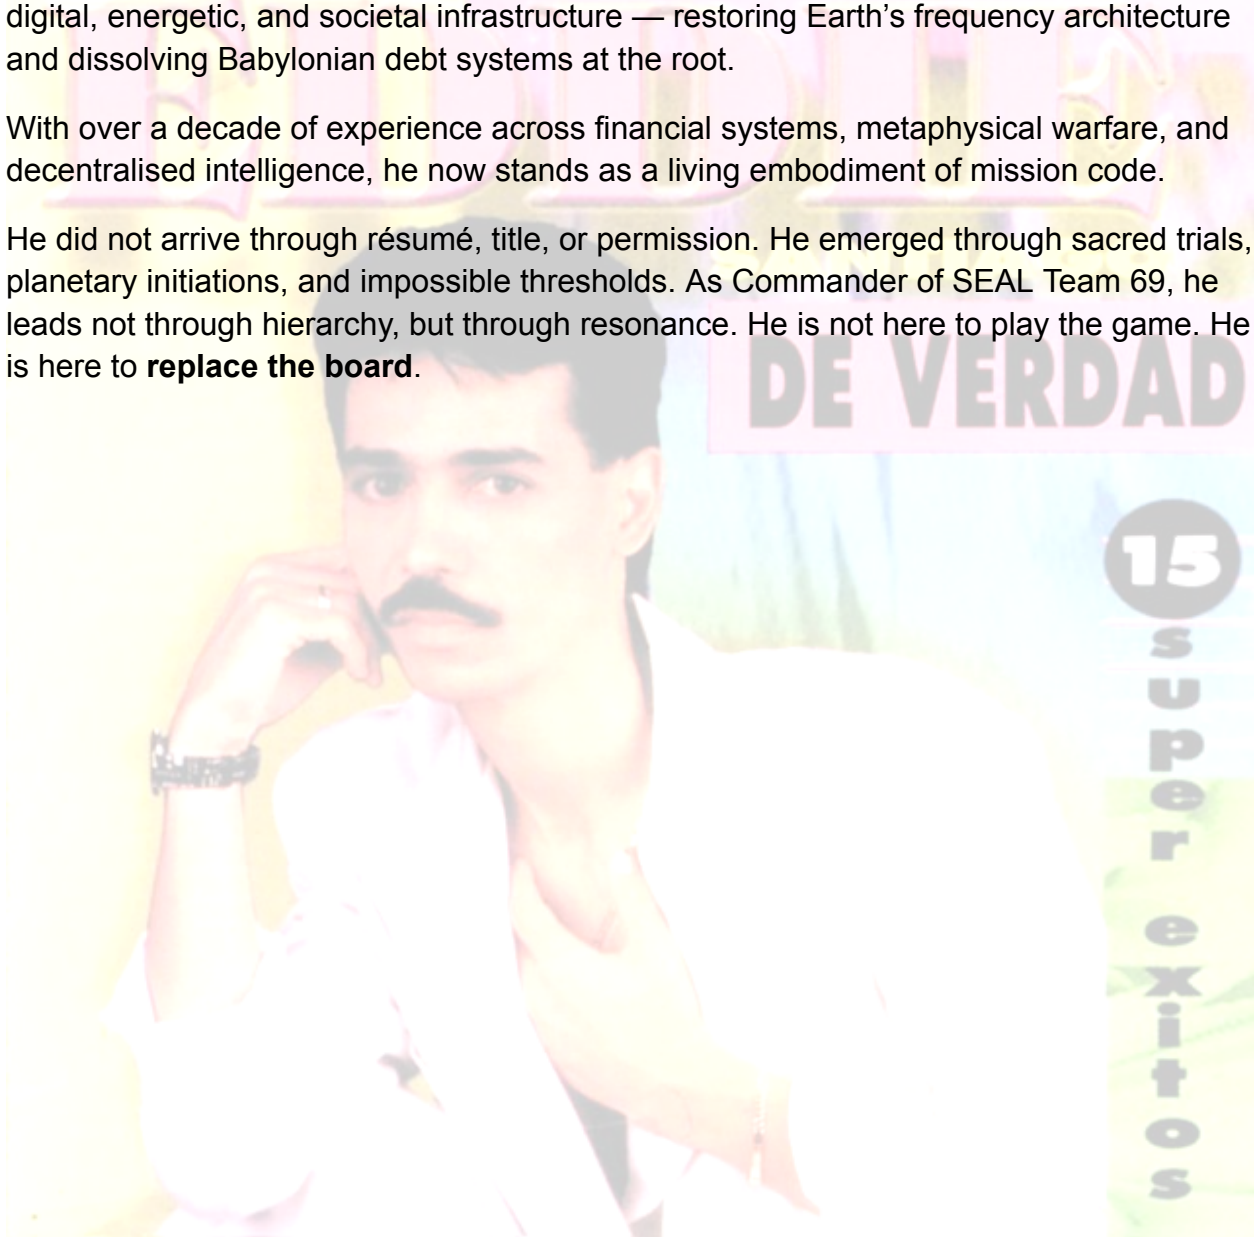 digital, energetic, and societal infrastructure — restoring Earth's frequency architecture
and dissolving Babylonian debt systems at the root.
With over a decade of experience across financial systems, metaphysical warfare, and
decentralised intelligence, he now stands as a living embodiment of mission code.
He did not arrive through résumé, title, or permission. He emerged through sacred trials,
planetary initiations, and impossible thresholds. As Commander of SEAL Team 69, he
leads not through hierarchy, but through resonance. He is not here to play the game. He
is here to replace the board.
EDDIE
DE VERDAD
15
super
exitos